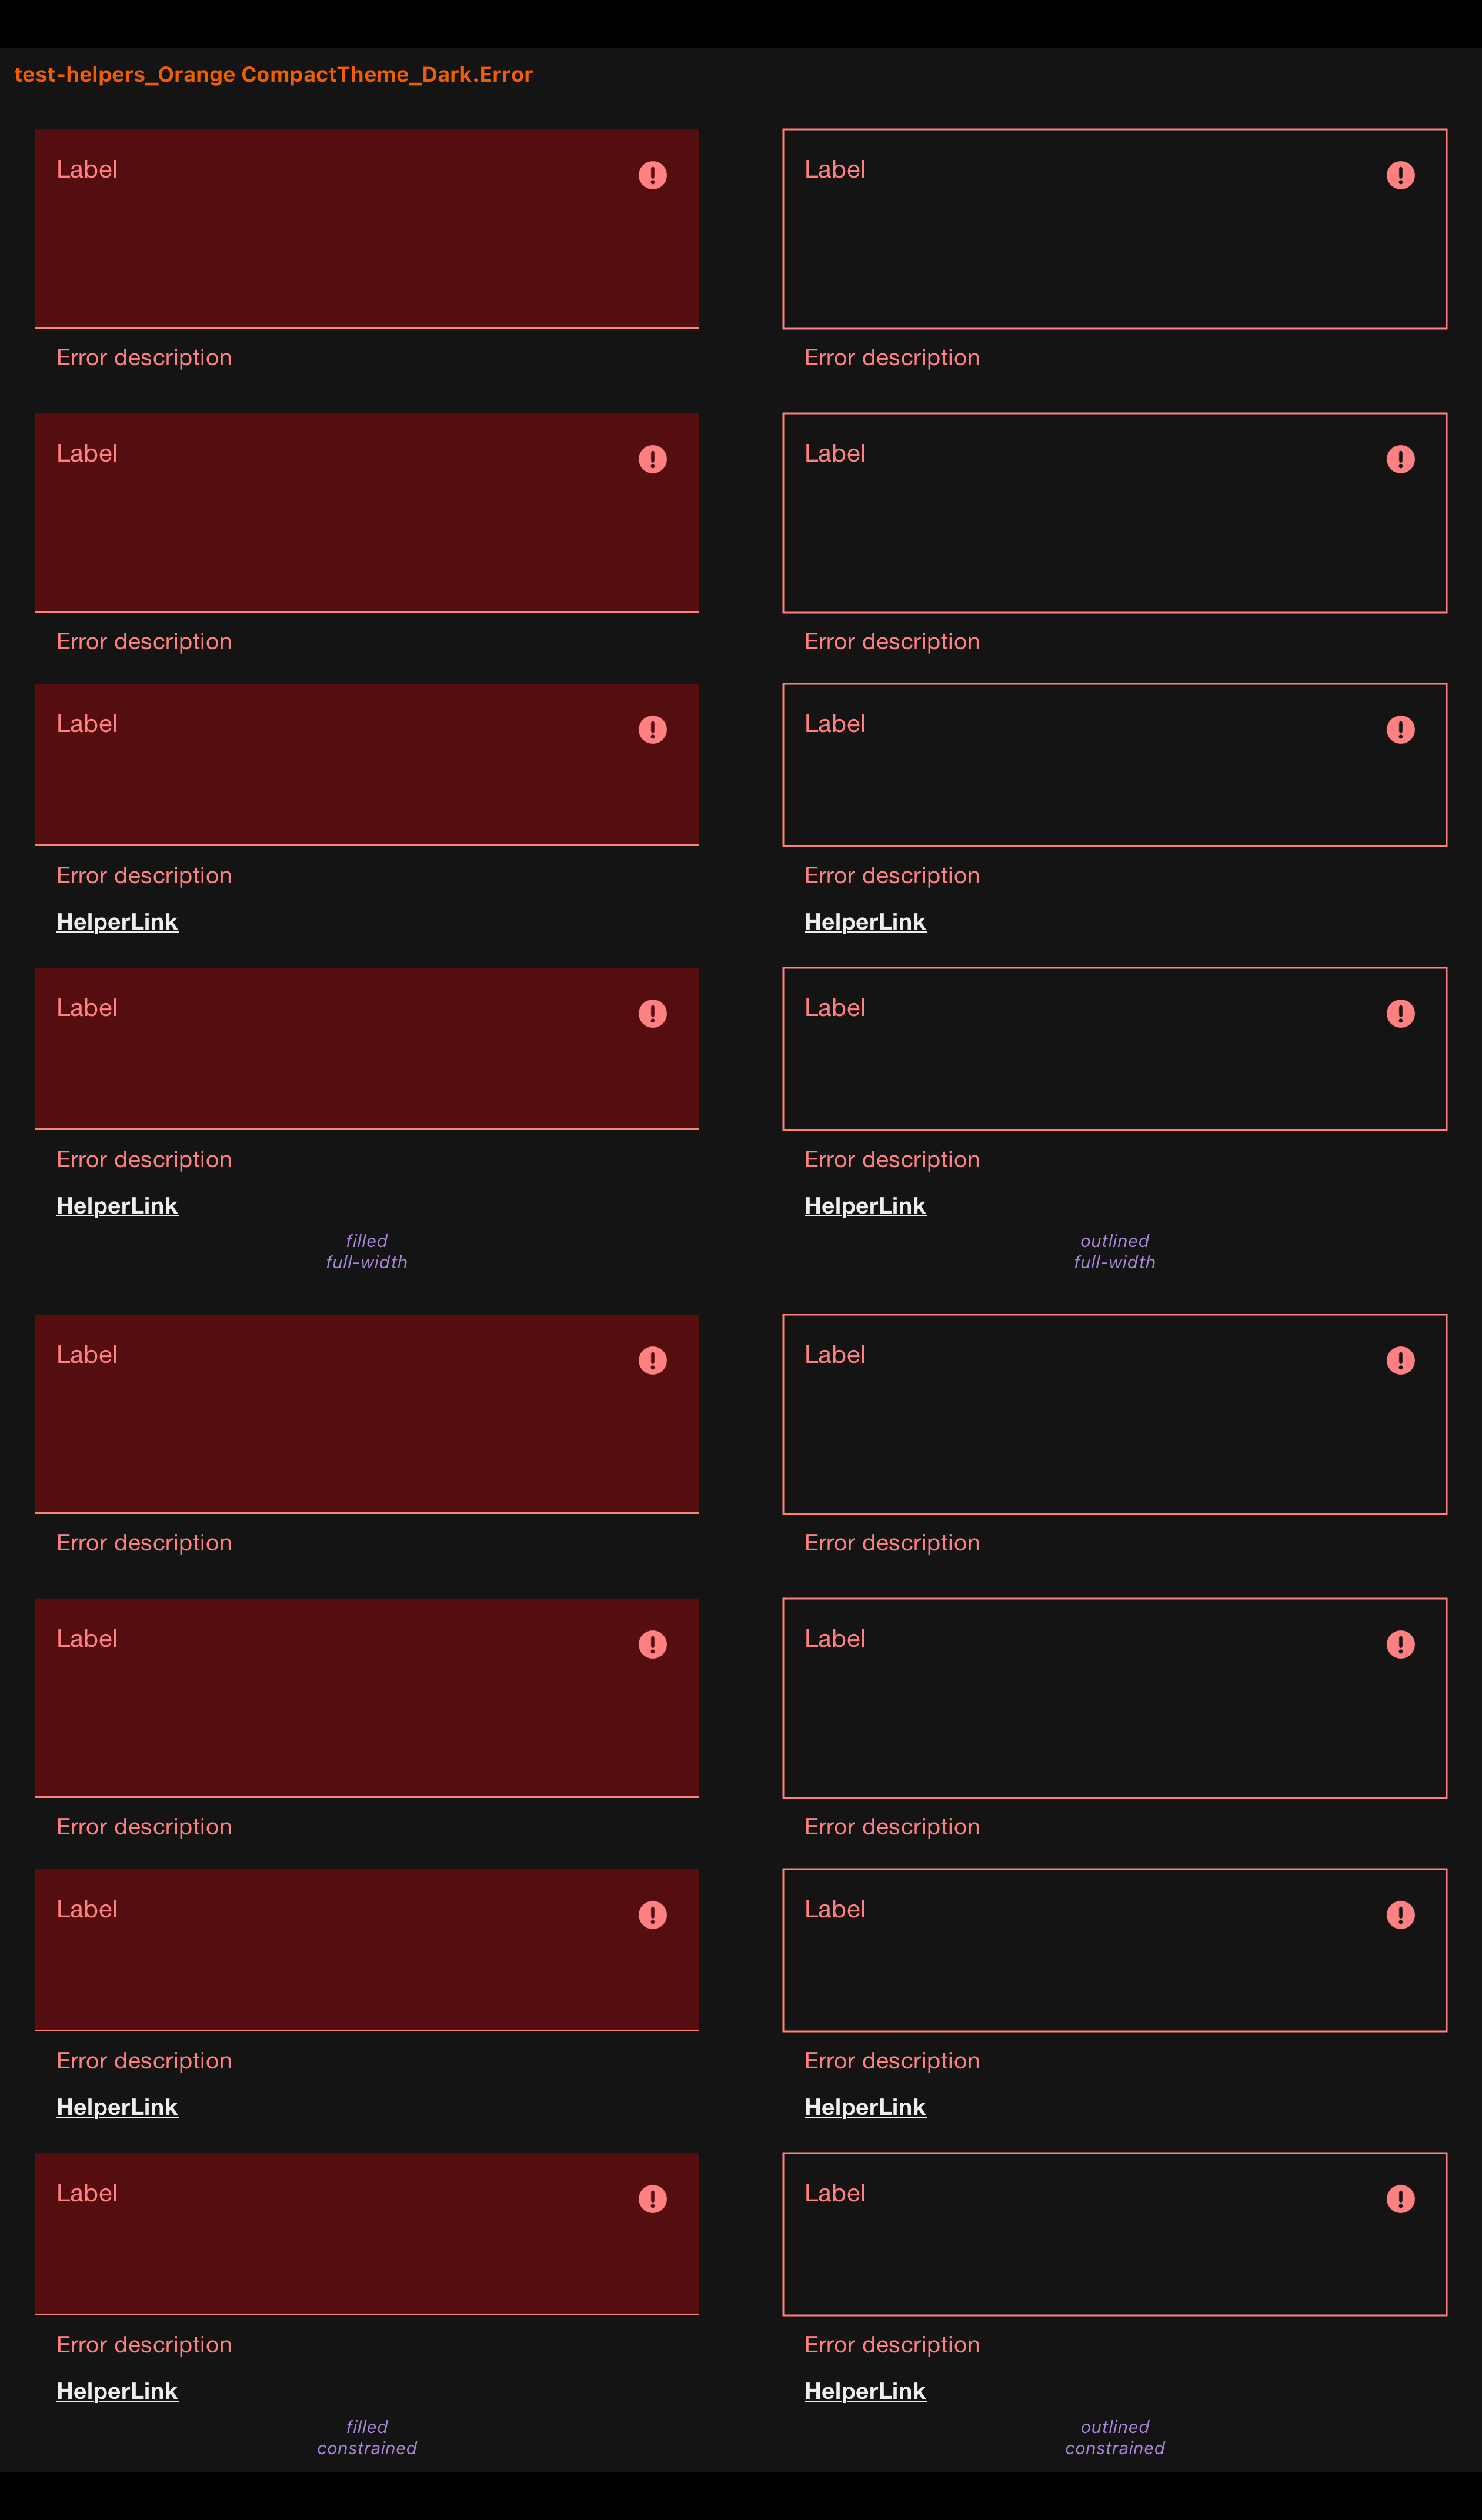 test-helpers_Orange CompactTheme_Dark.Error
Label
Label
Error description
Error description
Label
Label
Error description
Error description
Label
Label
Error description
Error description
HelperLink
HelperLink
Label
Label
Error description
Error description
HelperLink
HelperLink
filled
full-width
outlined
full-width
Label
Label
Error description
Error description
Label
Label
Error description
Error description
Label
Label
Error description
Error description
HelperLink
HelperLink
Label
Label
Error description
Error description
HelperLink
HelperLink
filled
constrained
outlined
constrained